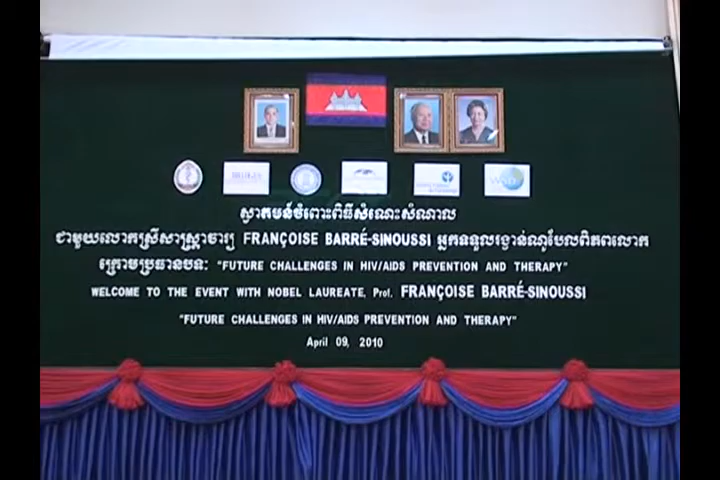 ស្វាគមន៍ចំពោះពិធីសំណេះសំណាល
ជាមួយលោកស្រីសាស្ត្រាចារ្យ FRANÇOISE BARRÉ-SINOUSSI អ្នកទទួលរង្វាន់ណូបែលពិភពលោក
ក្រោមប្រធានបទ: "FUTURE CHALLENGES IN HIV/AIDS PREVENTION AND THERAPY"
WELCOME TO THE EVENT WITH NOBEL LAUREATE, Prof. FRANÇOISE BARRÉ-SINOUSSI
"FUTURE CHALLENGES IN HIV/AIDS PREVENTION AND THERAPY"
April 09, 2010